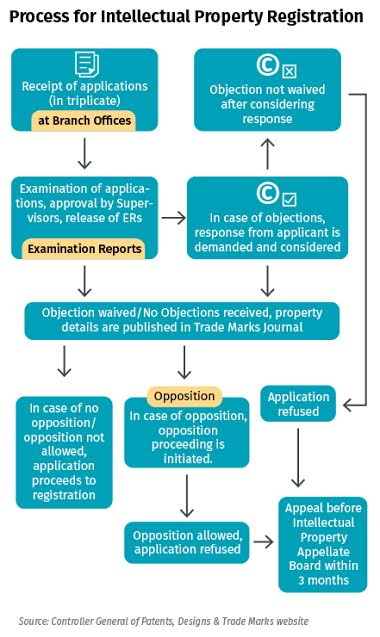 Process for Intellectual Property Registration
Receipt of applications
(in triplicate)
at Branch Offices
©
Objection not waived
after considering
response
Examination of applica-
tions, approval by Super-
visors, release of ERs
Examination Reports
©
In case of objections,
response from applicant is
demanded and considered
Objection waived/No Objections received, property
details are published in Trade Marks Journal
In case of no
opposition/
opposition not
allowed,
application
proceeds to
registration
Opposition
In case of opposition,
opposition
proceeding is
initiated.
Application
refused
Opposition allowed,
application refused
Appeal before
Intellectual
Property
Appellate
Board within
3 months
Source: Controller General of Patents, Designs & Trade Marks website